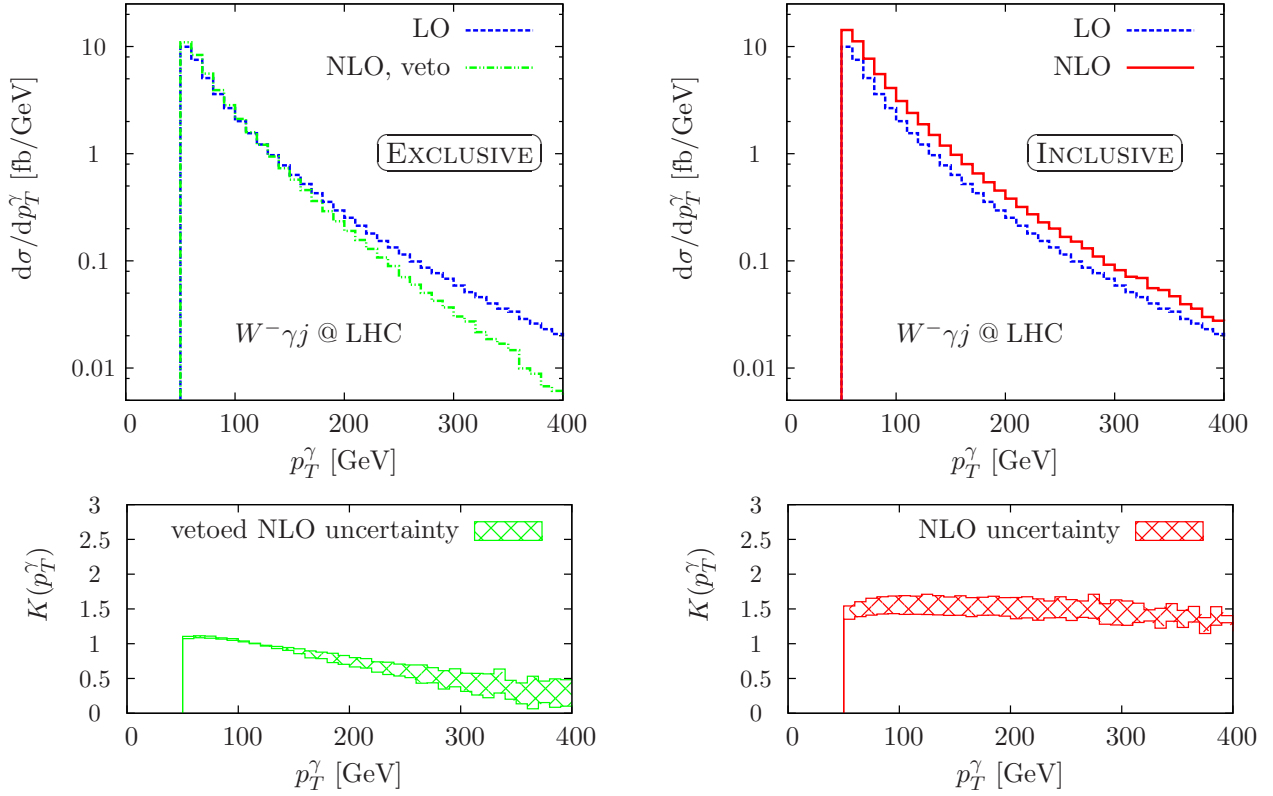 LO
NLO, veto
EXCLUSIVE
W⁻γj @ LHC
dσ/dp_T^γ [fb/GeV]
10
1
0.1
0.01
0 100 200 300 400
p_T^γ [GeV]
LO
NLO
INCLUSIVE
W⁻γj @ LHC
dσ/dp_T^γ [fb/GeV]
10
1
0.1
0.01
0 100 200 300 400
p_T^γ [GeV]
vetoed NLO uncertainty
K(p_T^γ)
3
2.5
2
1.5
1
0.5
0
0 100 200 300 400
p_T^γ [GeV]
NLO uncertainty
K(p_T^γ)
3
2.5
2
1.5
1
0.5
0
0 100 200 300 400
p_T^γ [GeV]